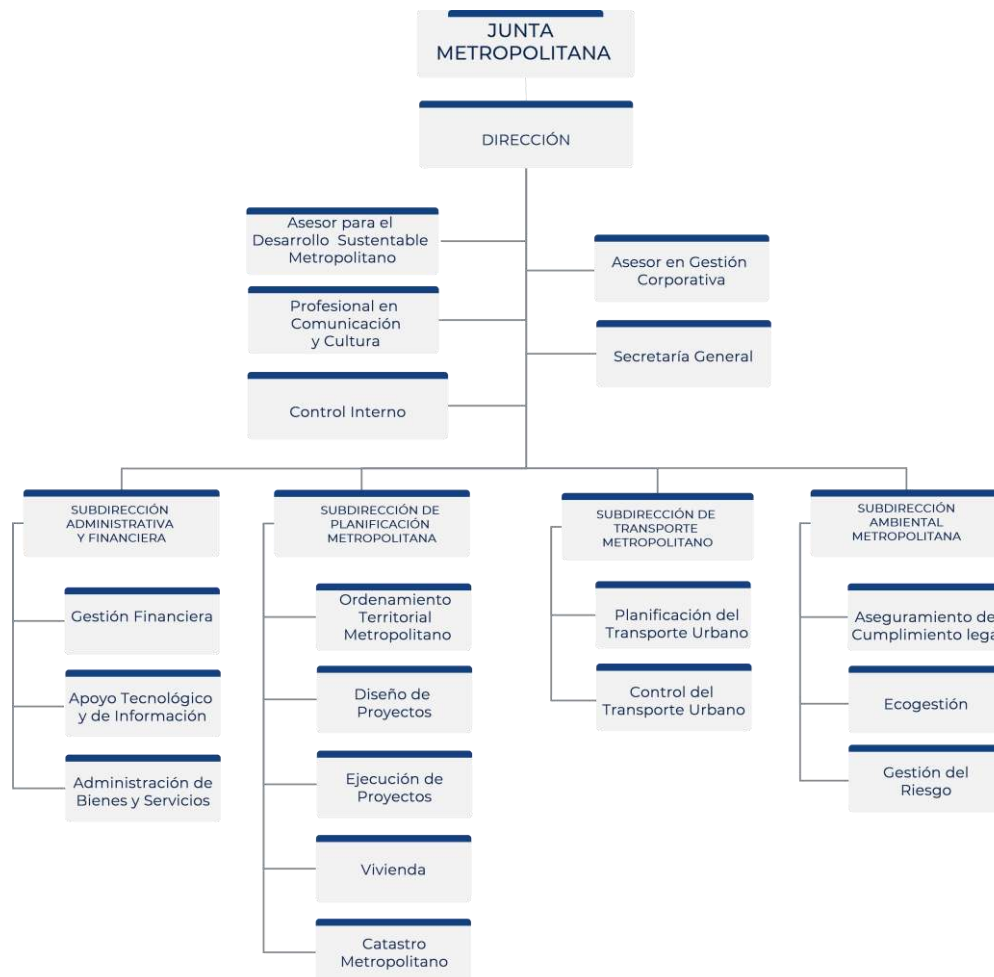 JUNTA
METROPOLITANA
DIRECCIÓN
Asesor para el
Desarrollo Sustentable
Metropolitano
Asesor en Gestión
Corporativa
Profesional en
Comunicación
y Cultura
Secretaría General
Control Interno
SUBDIRECCIÓN
ADMINISTRATIVA
Y FINANCIERA
Gestión Financiera
Apoyo Tecnológico
y de Información
Administración de
Bienes y Servicios
SUBDIRECCIÓN DE
PLANIFICACIÓN
METROPOLITANA
Ordenamiento
Territorial
Metropolitano
Diseño de
Proyectos
Ejecución de
Proyectos
Vivienda
Catastro
Metropolitano
SUBDIRECCIÓN DE
TRANSPORTE
METROPOLITANO
Planificación del
Transporte Urbano
Control del
Transporte Urbano
SUBDIRECCIÓN
AMBIENTAL
METROPOLITANA
Aseguramiento de
Cumplimiento lega
Ecogestión
Gestión del
Riesgo